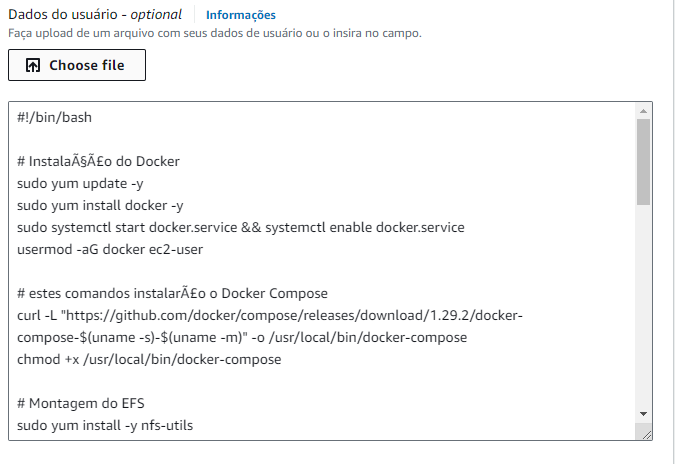 Dados do usuário - optional Informações
Faça upload de um arquivo com seus dados de usuário ou o insira no campo.
Choose file
#!/bin/bash
# InstalaÃ§Ã£o do Docker
sudo yum update -y
sudo yum install docker -y
sudo systemctl start docker.service && systemctl enable docker.service
usermod -aG docker ec2-user
# estes comandos instalarÃ£o o Docker Compose
curl -L "https://github.com/docker/compose/releases/download/1.29.2/docker-
compose-$(uname -s)-$(uname -m)" -o /usr/local/bin/docker-compose
chmod +x /usr/local/bin/docker-compose
# Montagem do EFS
sudo yum install -y nfs-utils